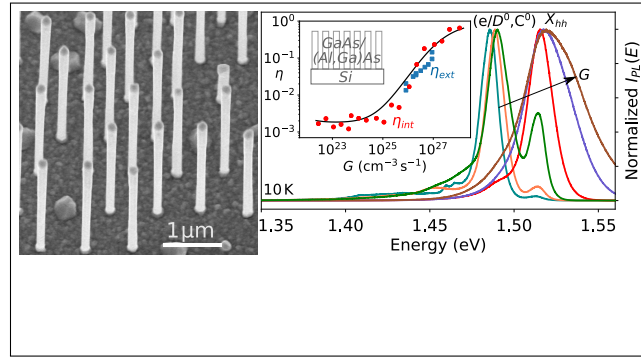 1µm
10⁰
10⁻¹
10⁻²
10⁻³
η
GaAs/
(Al,Ga)As
Si
η_ext
η_int
10²³ 10²⁵ 10²⁷
G (cm⁻³ s⁻¹)
(e/D⁰,C⁰) X_hh
G
10 K
1.35 1.40 1.45 1.50 1.55
Energy (eV)
Normalized I_PL(E)